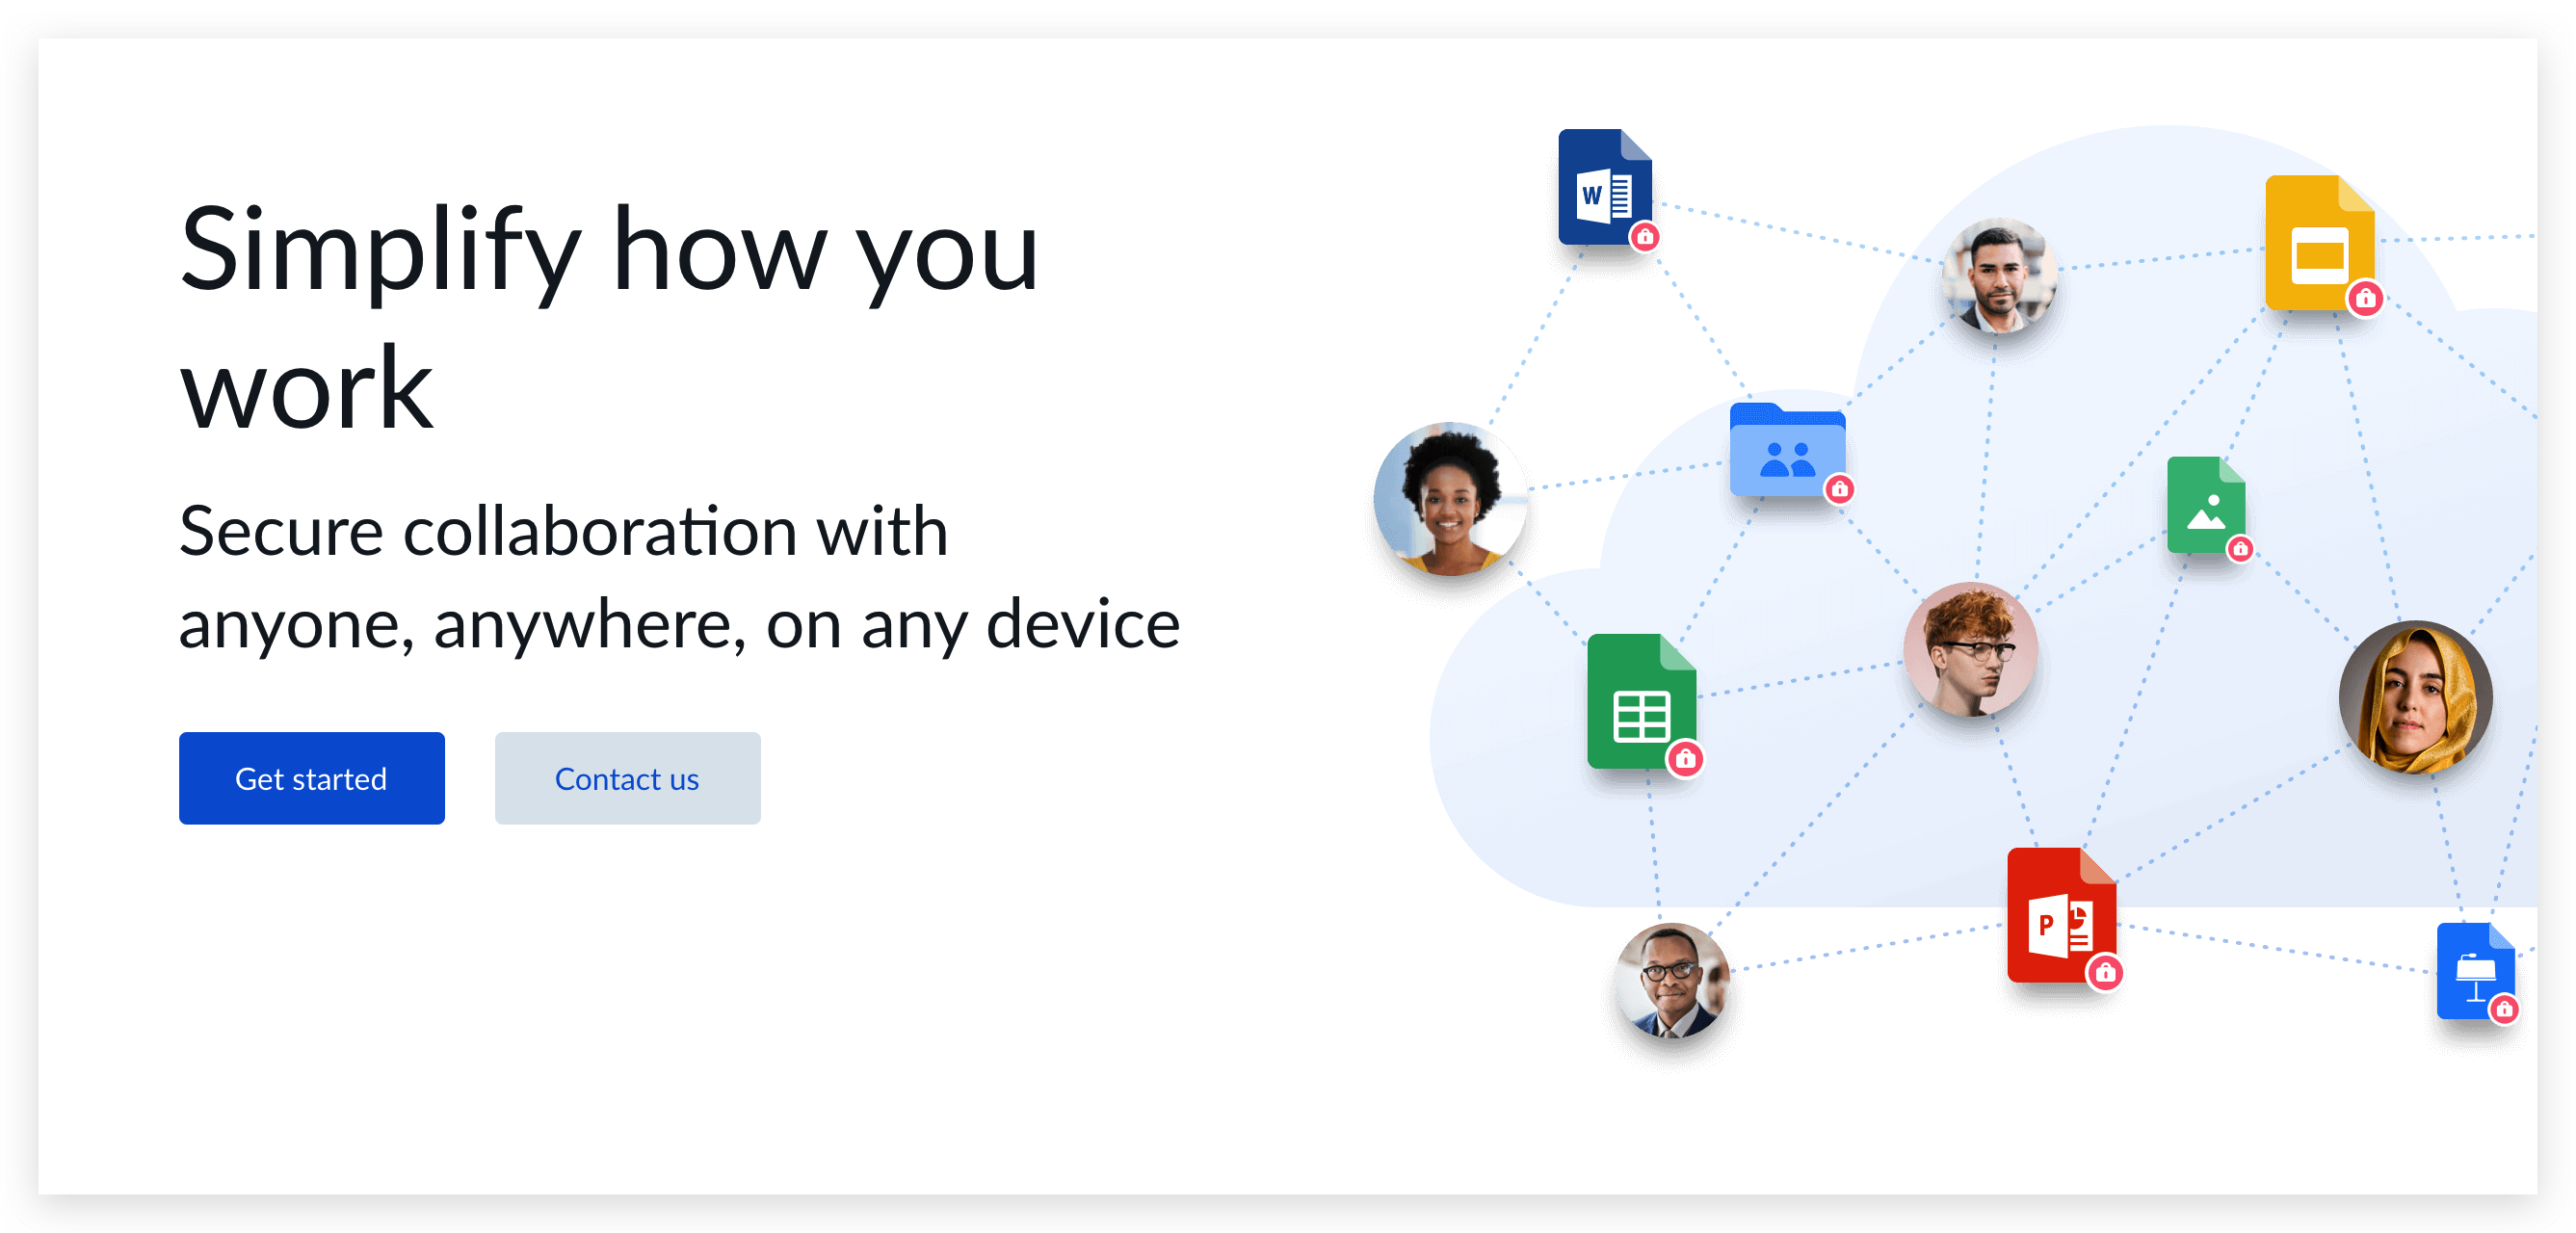 Simplify how you
work
Secure collaboration with
anyone, anywhere, on any device
Get started
Contact us
W
P